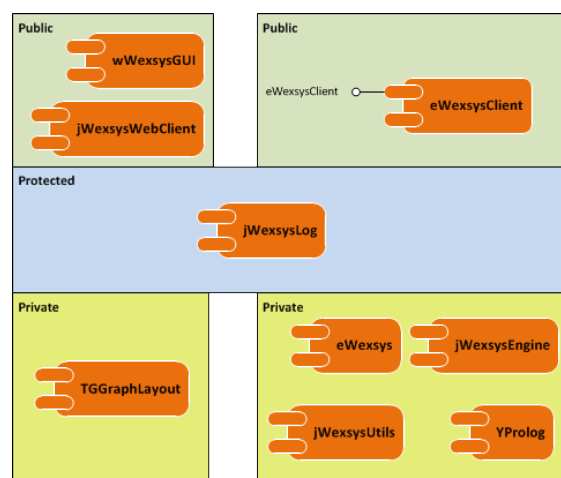 Public
wWexsysGUI
jWexsysWebClient
Public
eWexsysClient
eWexsysClient
Protected
jWexsysLog
Private
TGGraphLayout
Private
eWexsys
jWexsysEngine
jWexsysUtils
YProlog